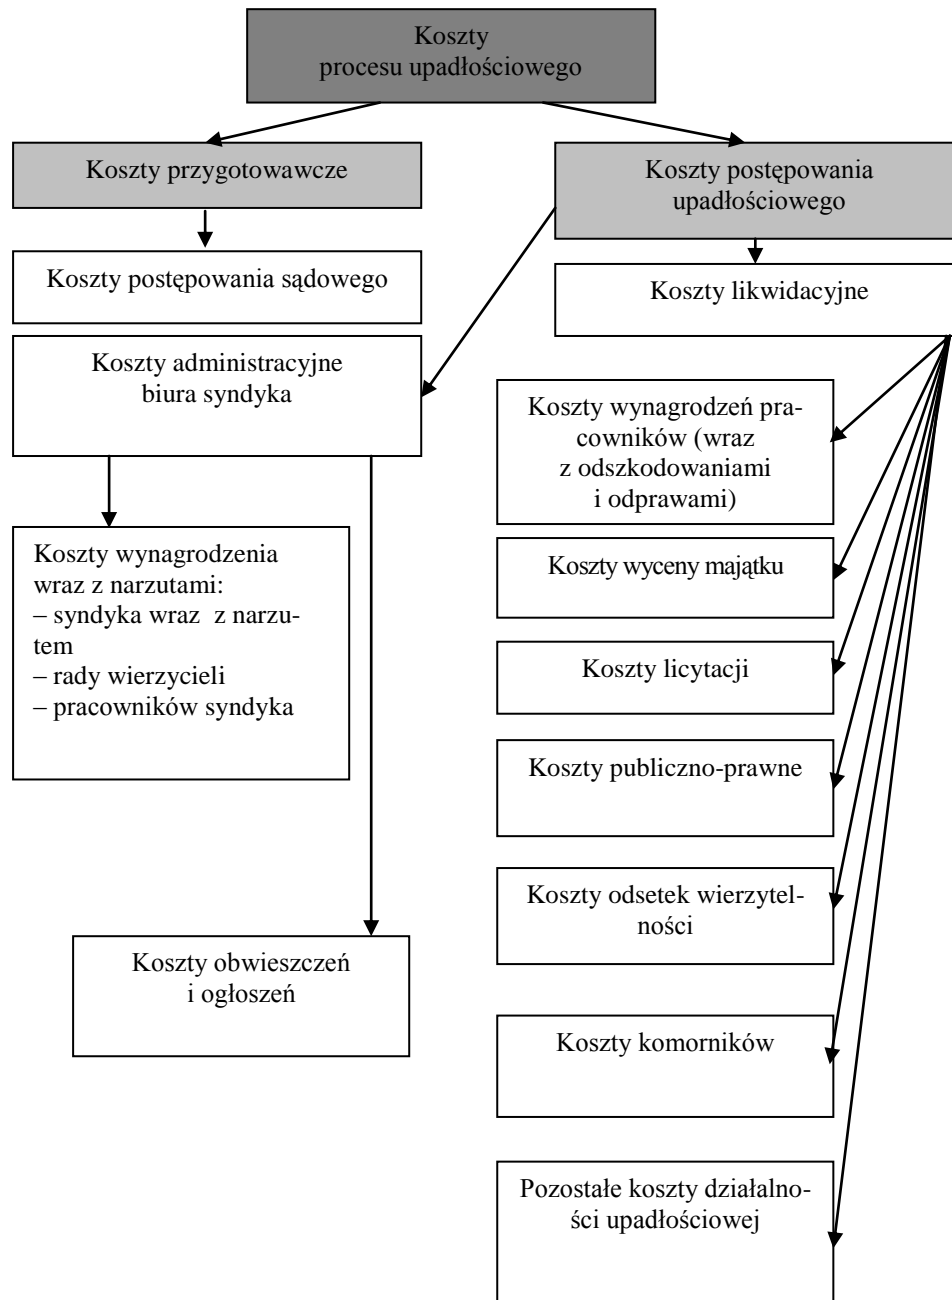 Koszty
procesu upadłościowego
Koszty przygotowawcze
Koszty postępowania
upadłościowego
Koszty postępowania sądowego
Koszty likwidacyjne
Koszty administracyjne
biura syndyka
Koszty wynagrodzeń pra-
cowników (wraz
z odszkodowaniami
i odprawami)
Koszty wynagrodzenia
wraz z narzutami:
– syndyka wraz z narzu-
tem
– rady wierzycieli
– pracowników syndyka
Koszty wyceny majątku
Koszty licytacji
Koszty publiczno-prawne
Koszty odsetek wierzytel-
ności
Koszty obwieszczeń
i ogłoszeń
Koszty komorników
Pozostałe koszty działalno-
ści upadłościowej